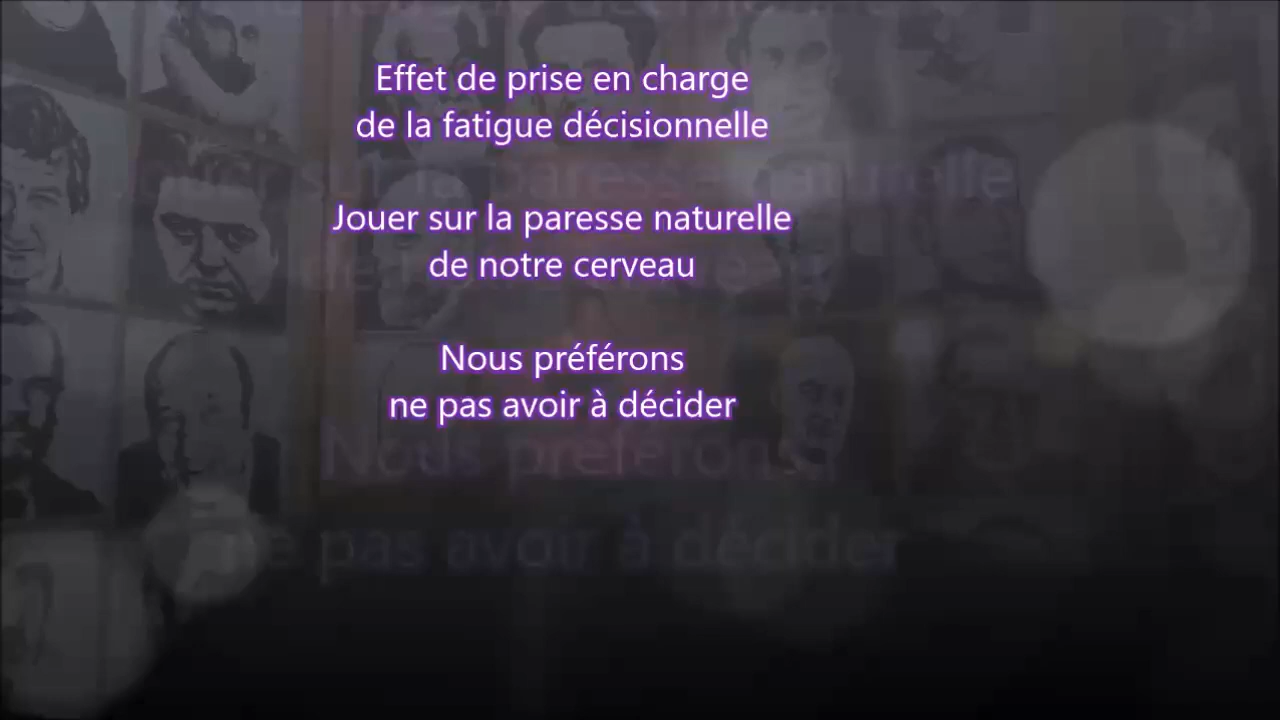 Effet de prise en charge
de la fatigue décisionnelle
Jouer sur la paresse naturelle
de notre cerveau
Nous préférons
ne pas avoir à décider